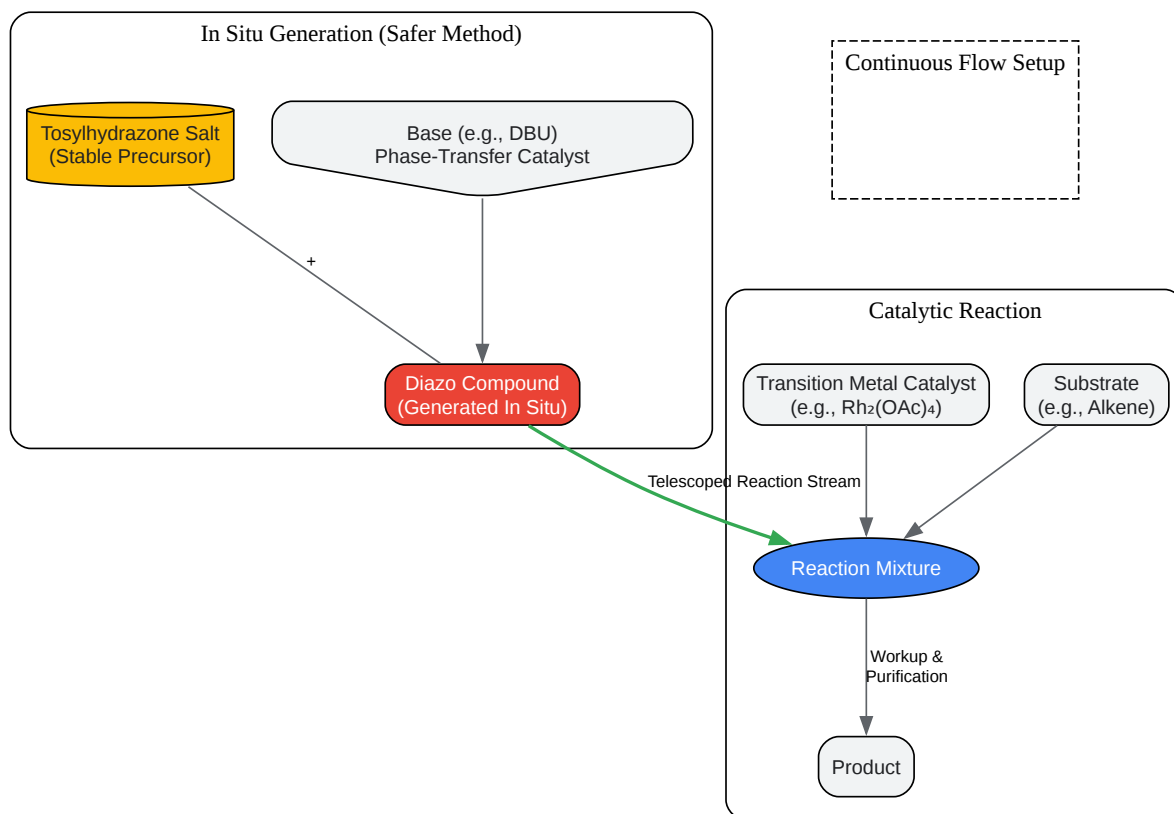 In Situ Generation (Safer Method)
Tosylhydrazone Salt
(Stable Precursor)
Base (e.g., DBU)
Phase-Transfer Catalyst
+
Diazo Compound
(Generated In Situ)
Continuous Flow Setup
Catalytic Reaction
Transition Metal Catalyst
(e.g., Rh₂(OAc)₄)
Substrate
(e.g., Alkene)
Telescoped Reaction Stream
Reaction Mixture
Workup &
Purification
Product